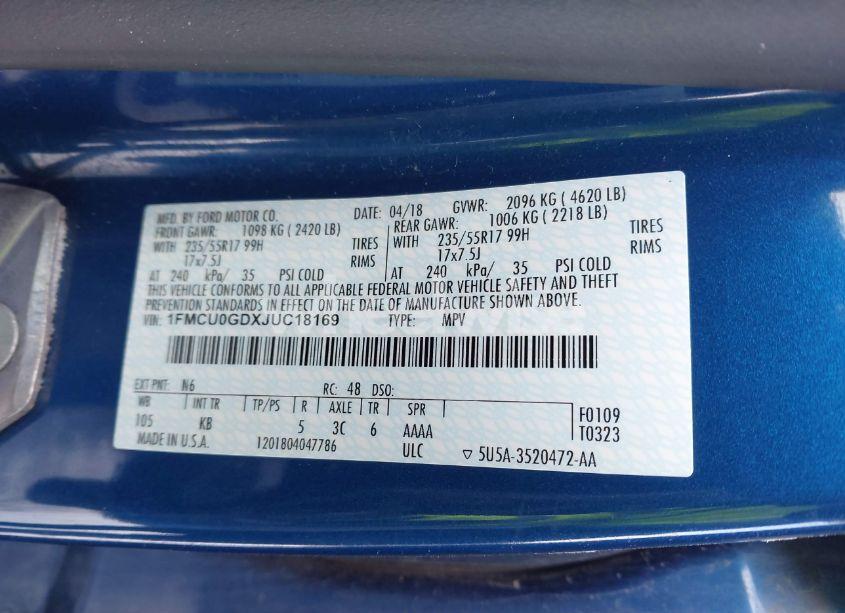 MFD. BY FORD MOTOR CO. DATE: 04/18 GVWR: 2096 KG ( 4620 LB)
FRONT GAWR: 1098 KG ( 2420 LB) REAR GAWR: 1006 KG ( 2218 LB)
WITH 235/55R17 99H TIRES WITH 235/55R17 99H TIRES
17x7.5J RIMS 17x7.5J RIMS
AT 240 kPa/ 35 PSI COLD AT 240 kPa/ 35 PSI COLD
THIS VEHICLE CONFORMS TO ALL APPLICABLE FEDERAL MOTOR VEHICLE SAFETY AND THEFT
PREVENTION STANDARDS IN EFFECT ON THE DATE OF MANUFACTURE SHOWN ABOVE.
VIN: 1FMCU0GDXJUC18169 TYPE: MPV
EXT PNT: N6 RC: 48 DSO:
WB INT TR TP/PS R AXLE TR SPR F0109
105 KB 5 3C 6 AAAA T0323
MADE IN U.S.A. 1201804047786 ULC ▽ 5U5A-3520472-AA